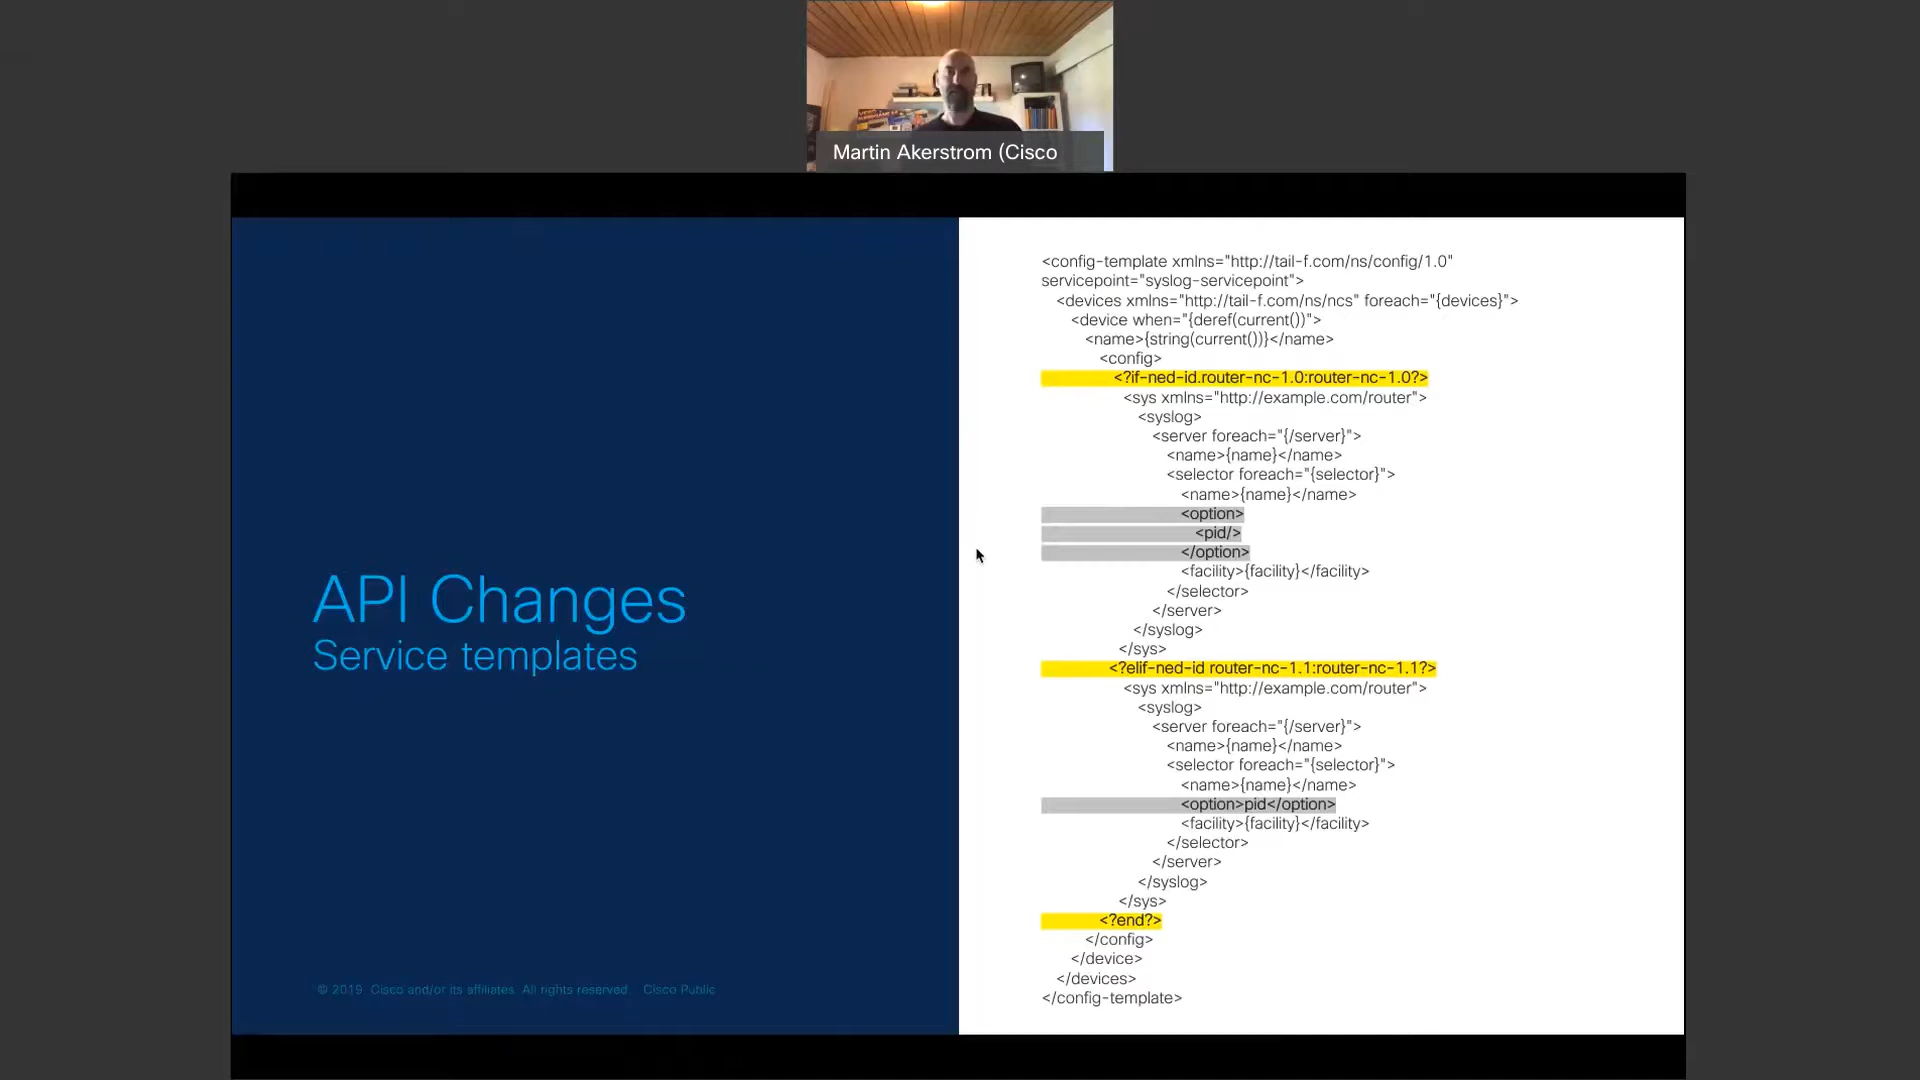 Martin Akerstrom (Cisco
API Changes
Service templates
© 2019  Cisco and/or its affiliates. All rights reserved.   Cisco Public
<config-template xmlns="http://tail-f.com/ns/config/1.0"
servicepoint="syslog-servicepoint">
<devices xmlns="http://tail-f.com/ns/ncs" foreach="{devices}">
<device when="{deref(current())">
<name>{string(current())}</name>
<config>
<?if-ned-id.router-nc-1.0:router-nc-1.0?>
<sys xmlns="http://example.com/router">
<syslog>
<server foreach="{/server}">
<name>{name}</name>
<selector foreach="{selector}">
<name>{name}</name>
<option>
<pid/>
</option>
<facility>{facility}</facility>
</selector>
</server>
</syslog>
</sys>
<?elif-ned-id router-nc-1.1:router-nc-1.1?>
<sys xmlns="http://example.com/router">
<syslog>
<server foreach="{/server}">
<name>{name}</name>
<selector foreach="{selector}">
<name>{name}</name>
<option>pid</option>
<facility>{facility}</facility>
</selector>
</server>
</syslog>
</sys>
<?end?>
</config>
</device>
</devices>
</config-template>